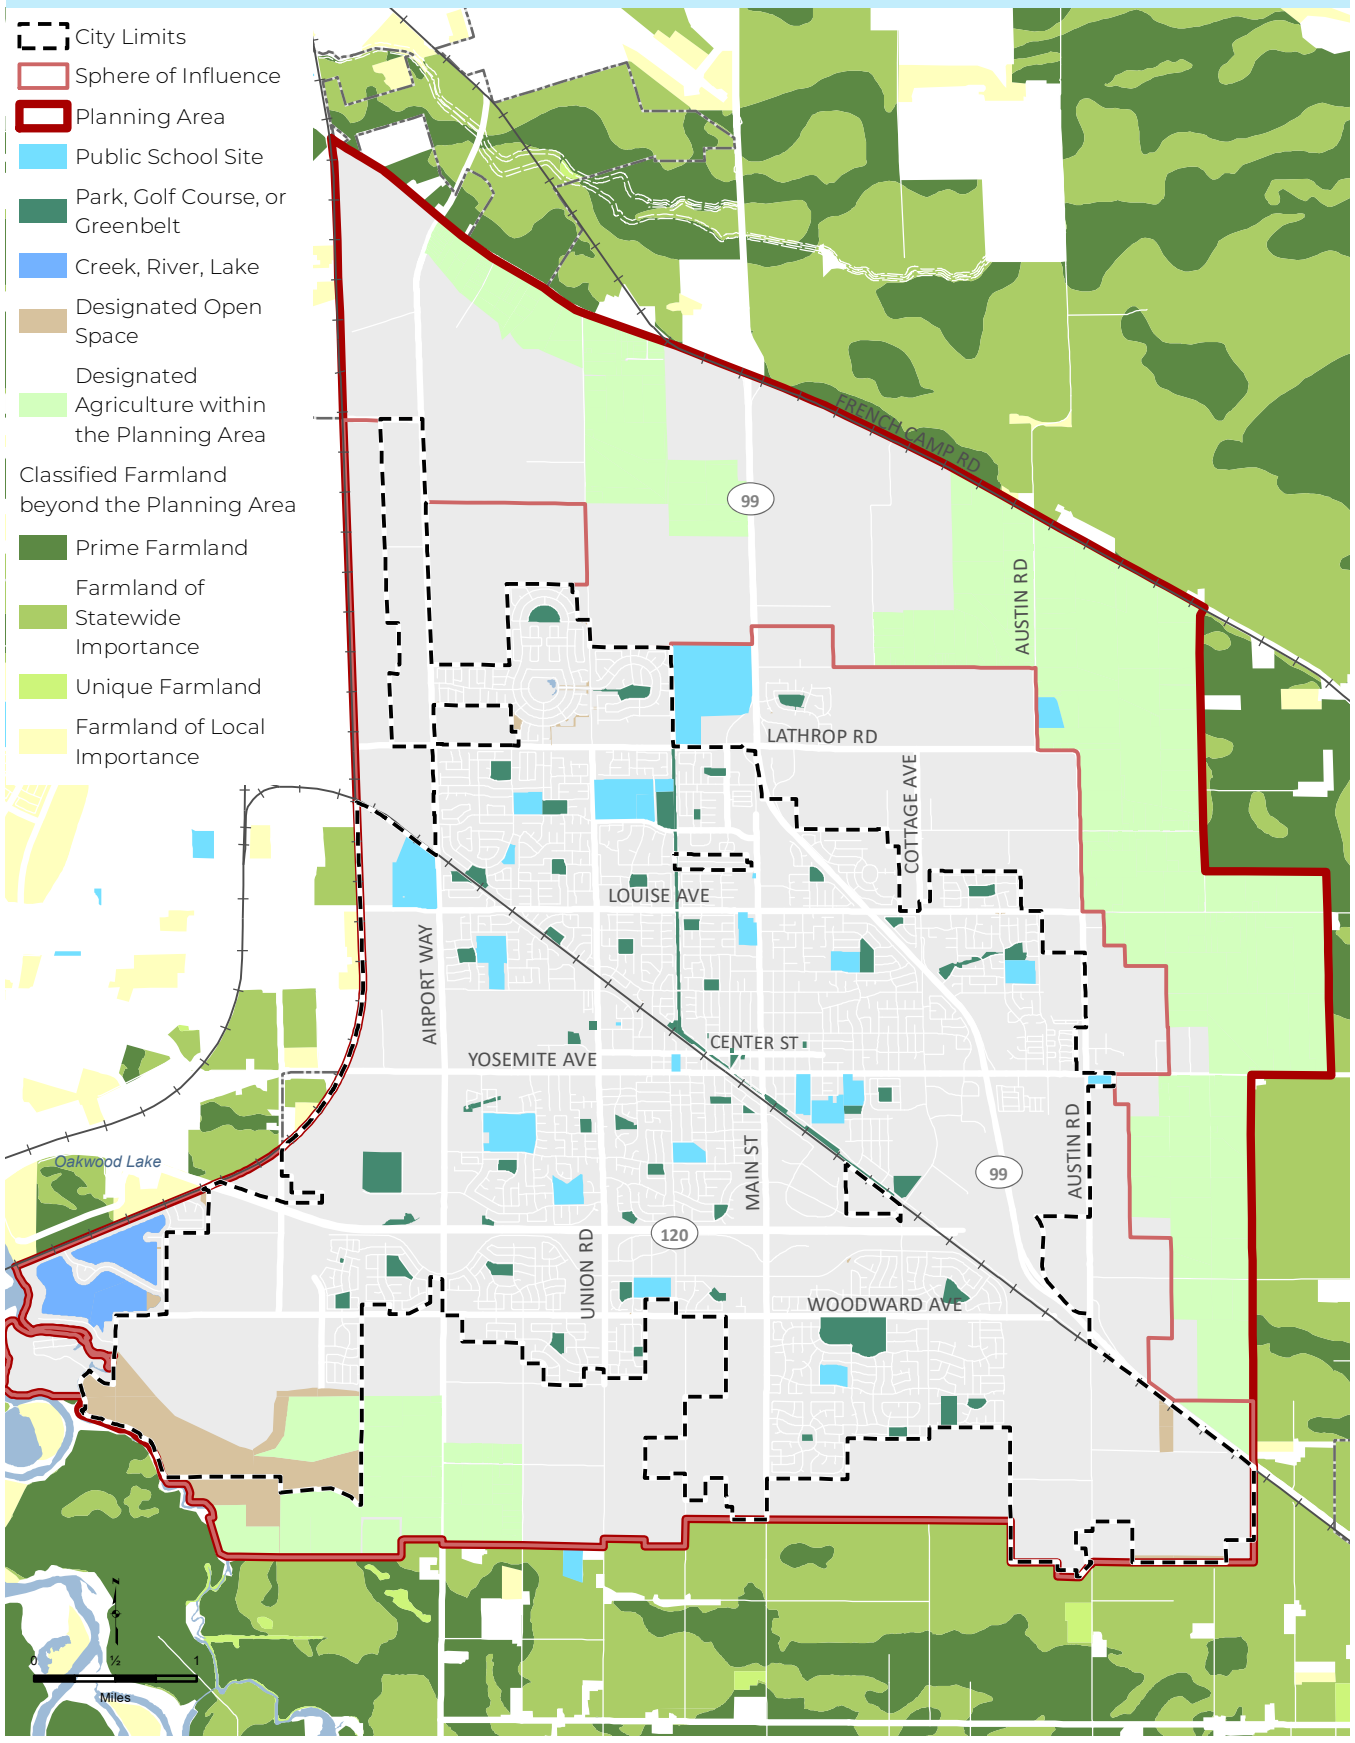 City Limits
Sphere of Influence
Planning Area
Public School Site
Park, Golf Course, or
Greenbelt
Creek, River, Lake
Designated Open
Space
Designated
Agriculture within
the Planning Area
Classified Farmland
beyond the Planning Area
Prime Farmland
Farmland of
Statewide
Importance
Unique Farmland
Farmland of Local
Importance
FRENCH CAMP RD
99
AUSTIN RD
LATHROP RD
COTTAGE AVE
LOUISE AVE
AIRPORT WAY
CENTER ST
YOSEMITE AVE
Oakwood Lake
MAIN ST
99
AUSTIN RD
120
UNION RD
WOODWARD AVE
N
0 ½ 1
Miles